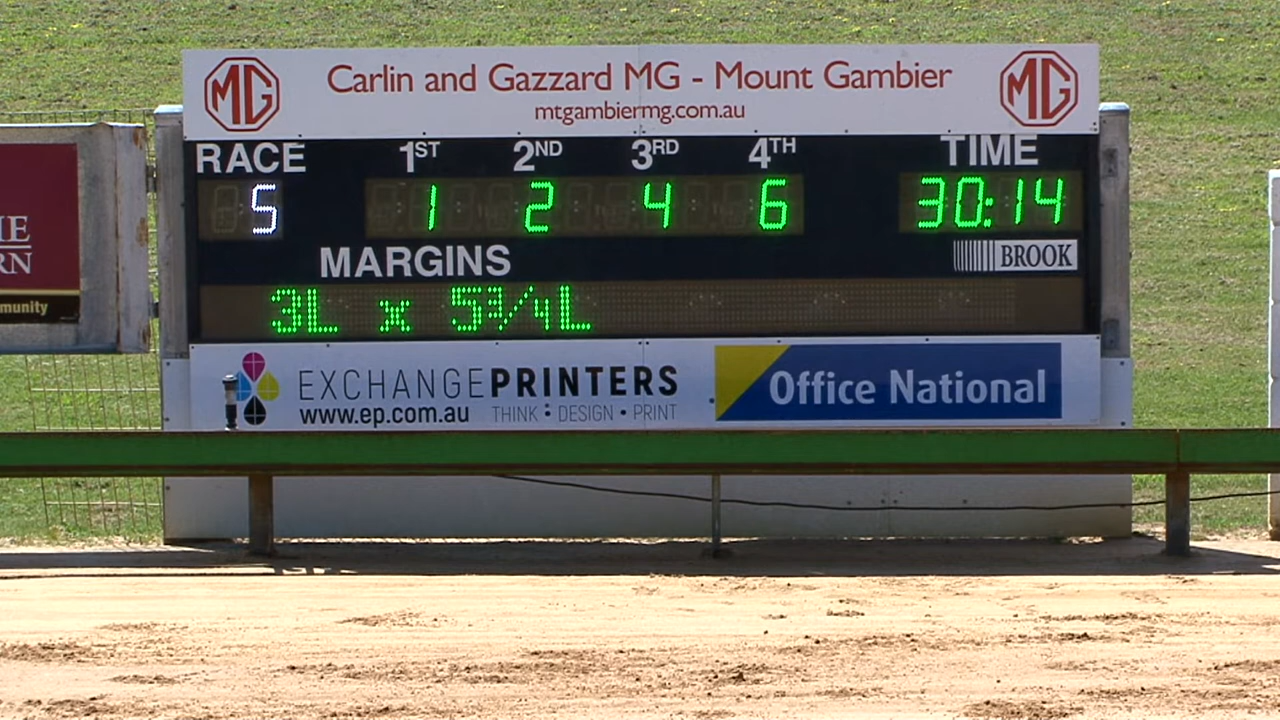 MG Carlin and Gazzard MG - Mount Gambier MG
mtgambiermg.com.au
RACE 1ST 2ND 3RD 4TH TIME
5 1 2 4 6 30:14
MARGINS BROOK
3L x 5¾L
EXCHANGEPRINTERS
www.ep.com.au THINK : DESIGN • PRINT
Office National
munity